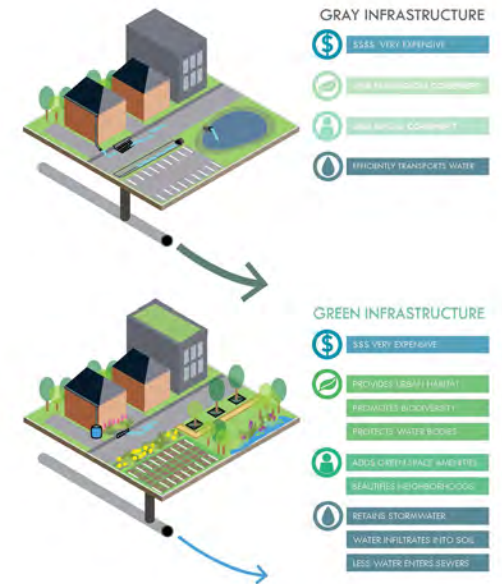 GRAY INFRASTRUCTURE
$
$$$$ VERY EXPENSIVE
EFFICIENTLY TRANSPORTS WATER
GREEN INFRASTRUCTURE
$
$$$ VERY EXPENSIVE
PROVIDES URBAN HABITAT
PROMOTES BIODIVERSITY
PROTECTS WATER BODIES
ADDS GREEN SPACE AMENITIES
BEAUTIFIES NEIGHBORHOODS
RETAINS STORMWATER
WATER INFILTRATES INTO SOIL
LESS WATER ENTERS SEWERS